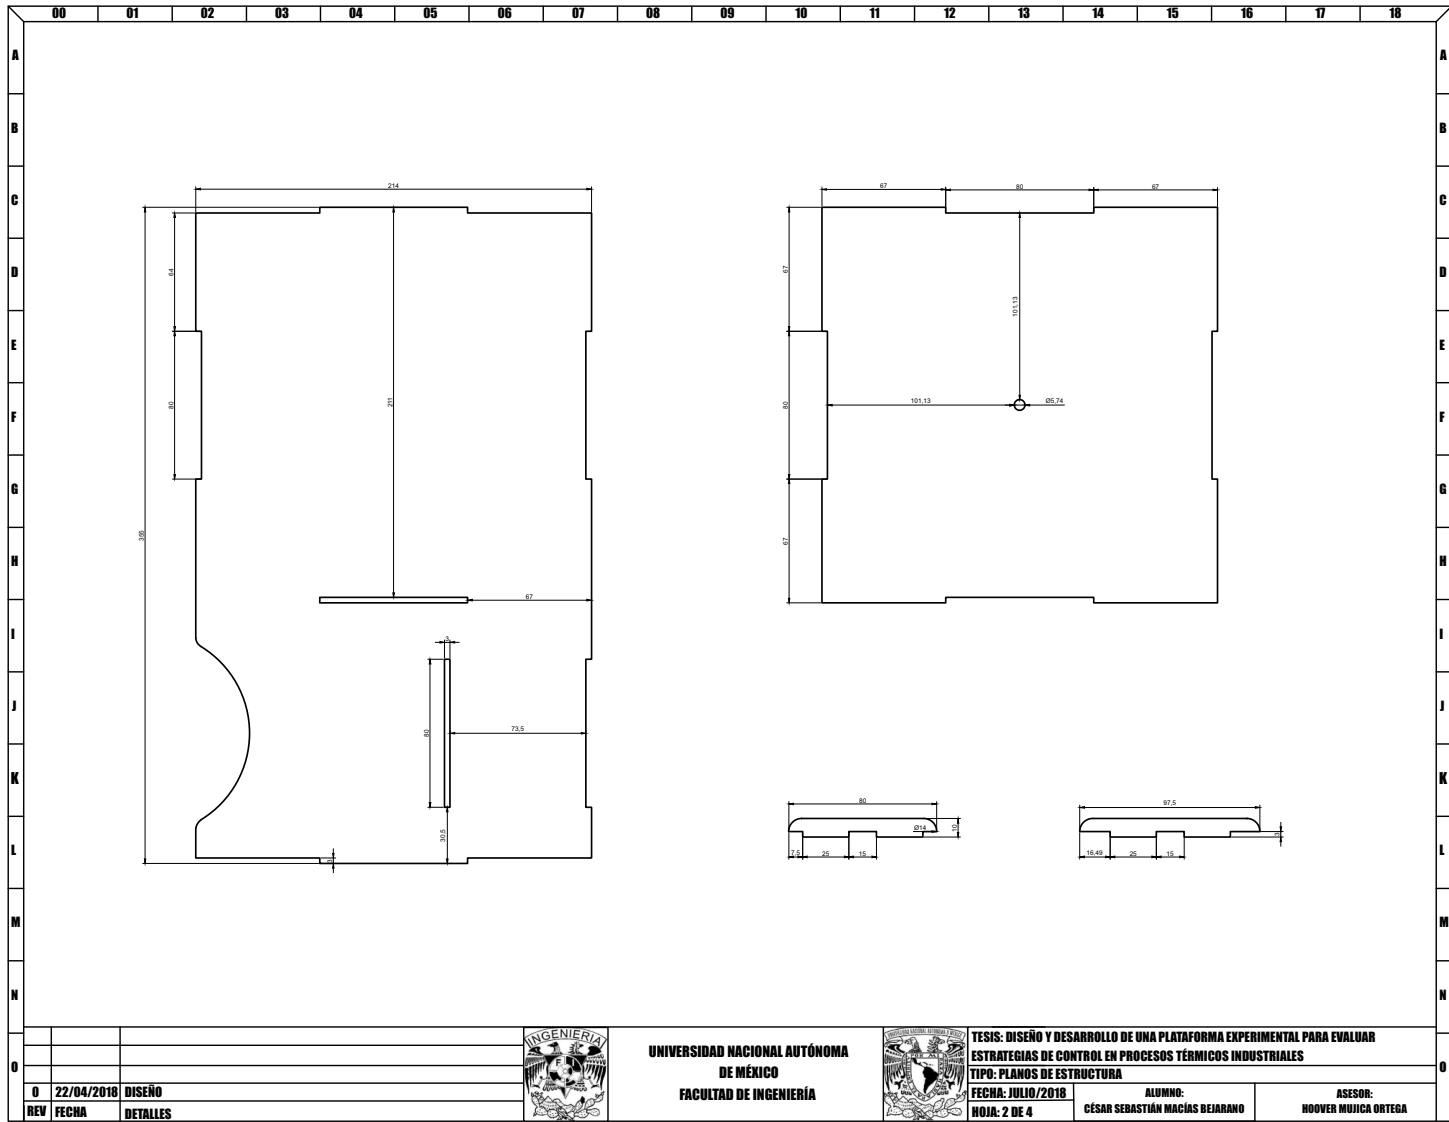 00 01 02 03 04 05 06 07 08 09 10 11 12 13 14 15 16 17 18
A A
B B
C C
D D
E E
F F
G G
H H
I I
J J
K K
L L
M M
N N
O O
214
64
80
211
67
3
80
73,5
30,5
3
67 80 67
67
101,13
80
101,13
Ø5,74
67
80
Ø14
10
7,5 25 15
97,5
3
16,49 25 15
0 22/04/2018 DISEÑO
REV FECHA DETALLES
INGENIERIA
UNIVERSIDAD NACIONAL AUTÓNOMA
DE MÉXICO
FACULTAD DE INGENIERÍA
TESIS: DISEÑO Y DESARROLLO DE UNA PLATAFORMA EXPERIMENTAL PARA EVALUAR
ESTRATEGIAS DE CONTROL EN PROCESOS TÉRMICOS INDUSTRIALES
TIPO: PLANOS DE ESTRUCTURA
FECHA: JULIO/2018
HOJA: 2 DE 4
ALUMNO:
CÉSAR SEBASTIÁN MACÍAS BEJARANO
ASESOR:
HOOVER MUJICA ORTEGA